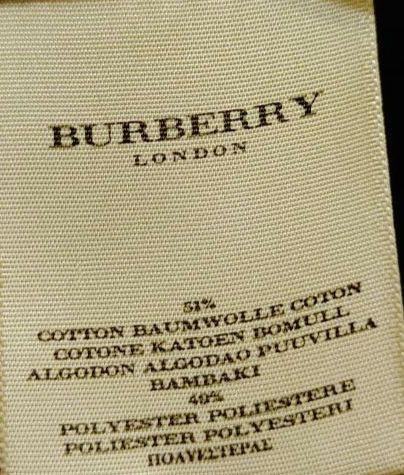 BURBERRY
LONDON
51%
COTTON BAUMWOLLE COTON
COTONE KATOEN BOMULL
ALGODON ALGODAO PUUVILLA
BAMBAKI
49%
POLYESTER POLIESTERE
POLIESTER POLYESTERI
ΠΟΛΥΕΣΤΕΡΑΣ